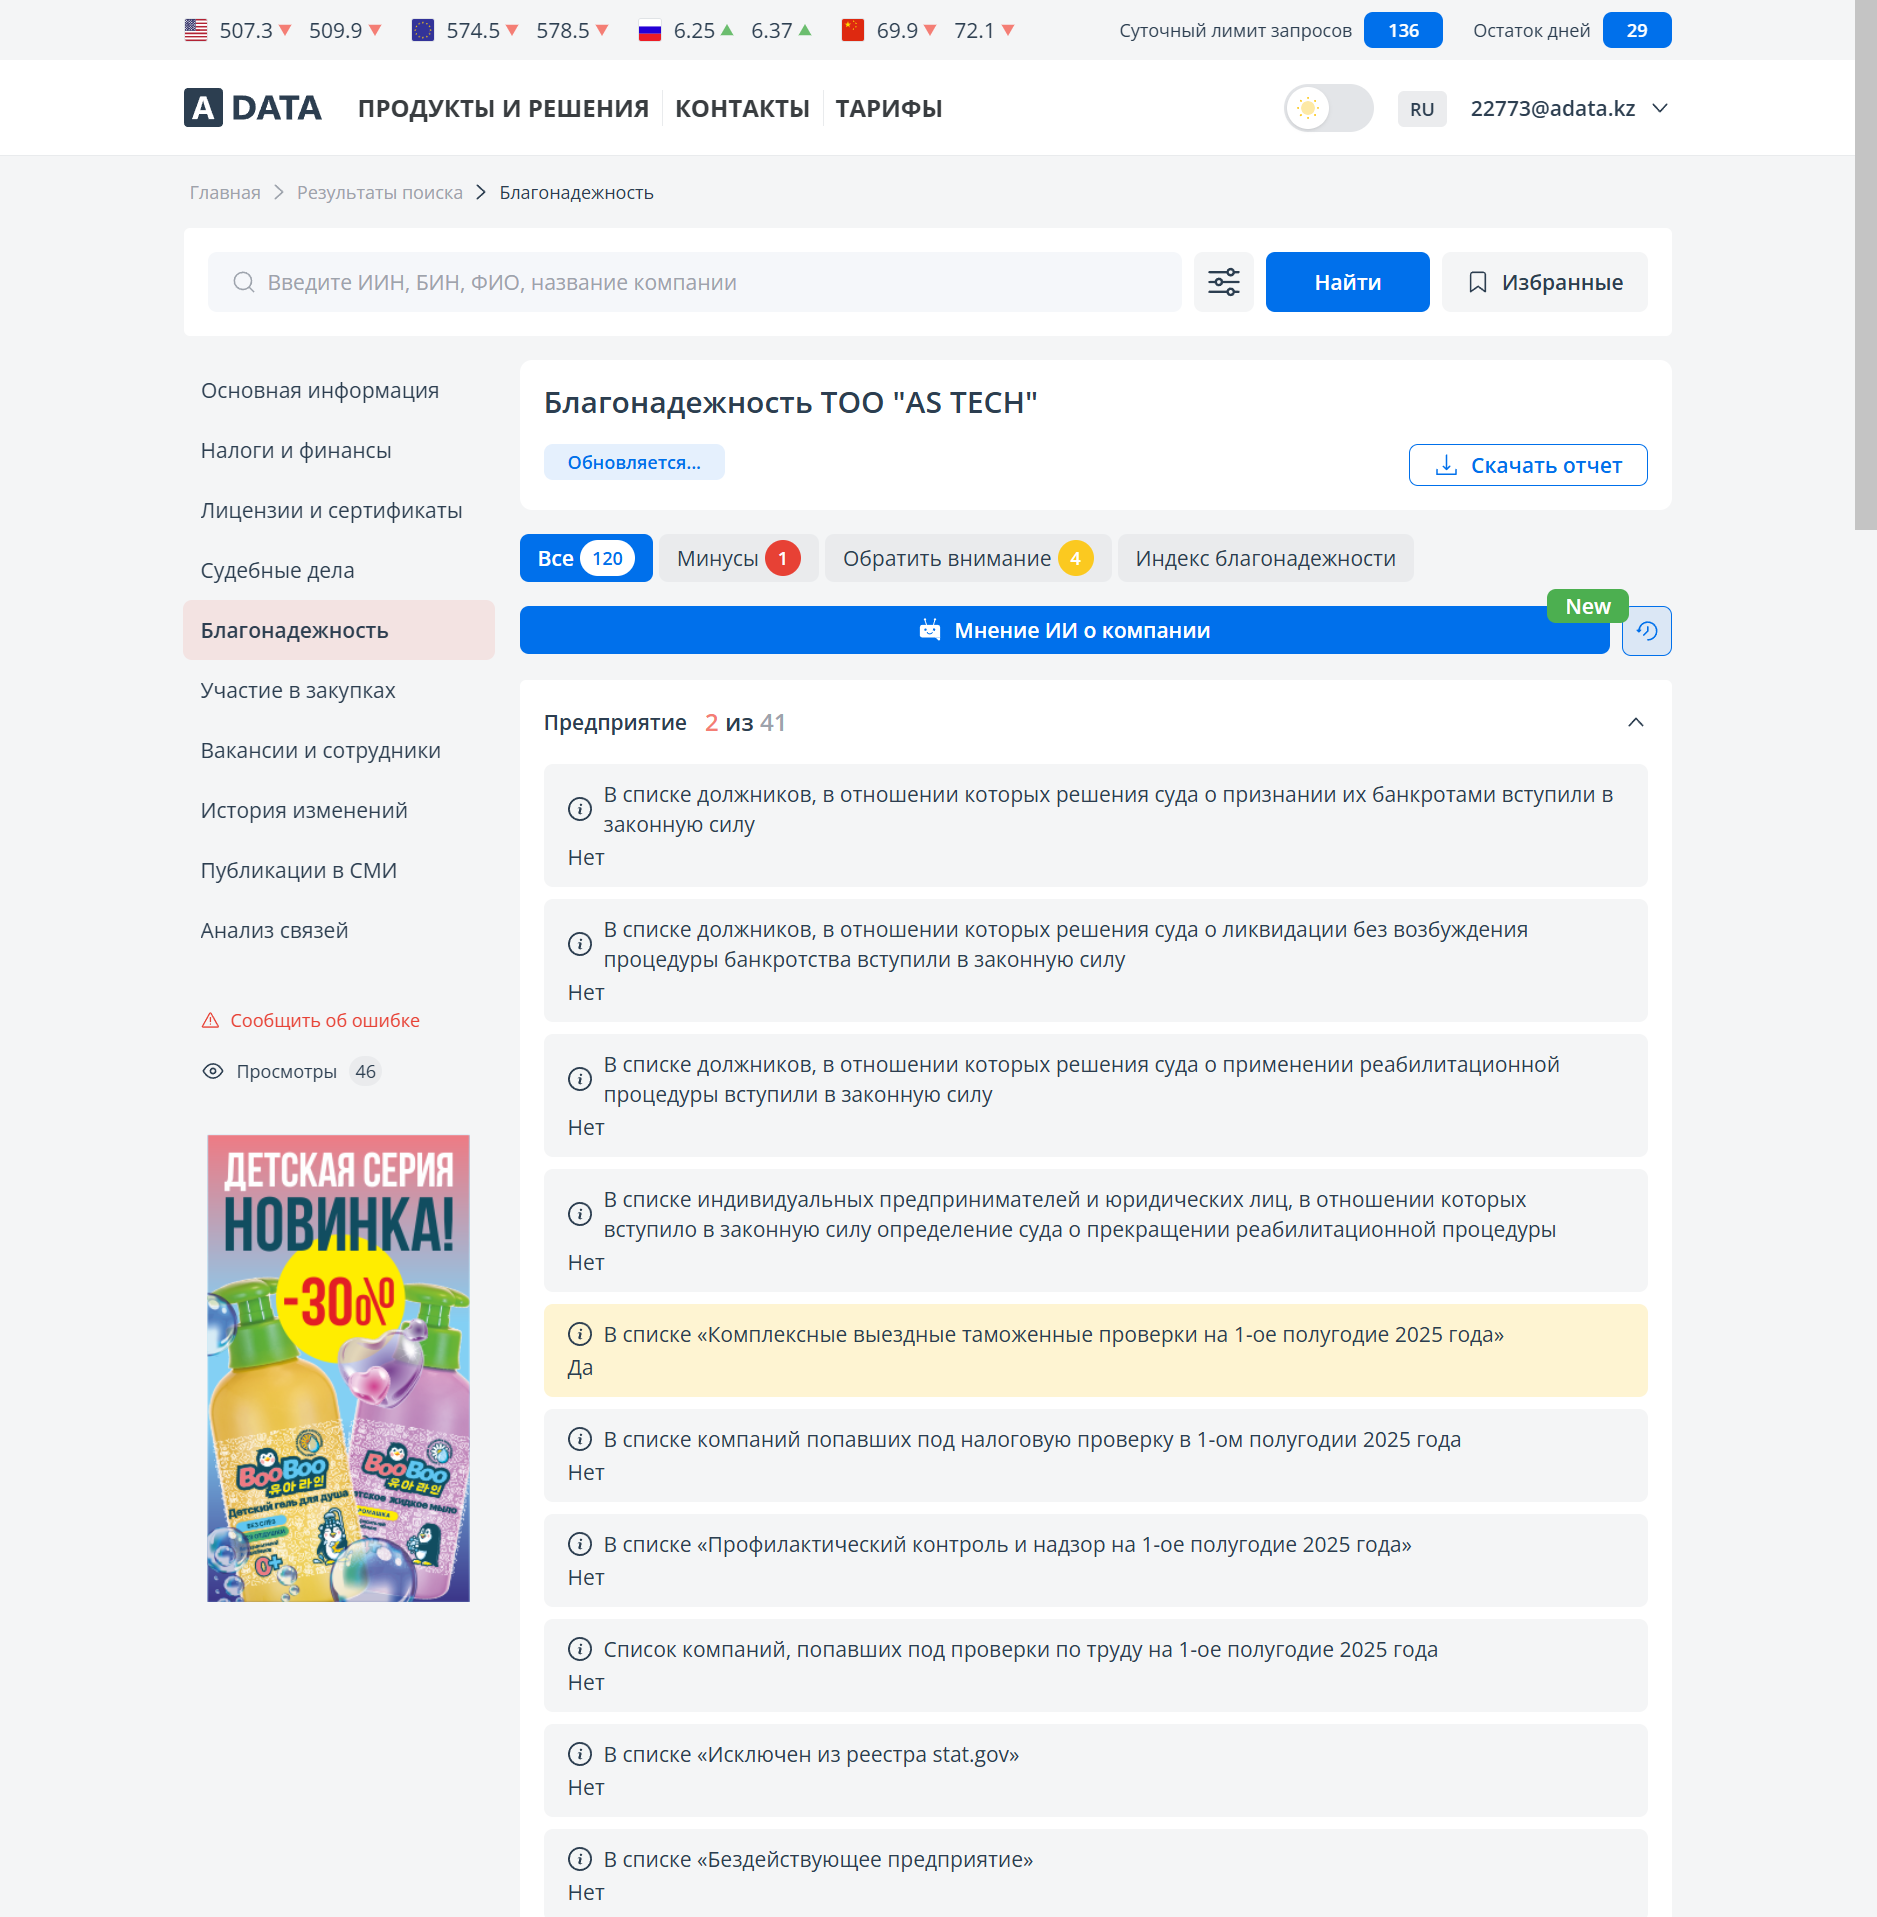 507.3 509.9 574.5 578.5 6.25 6.37 69.9 72.1 Суточный лимит запросов 136 Остаток дней 29
A DATA ПРОДУКТЫ И РЕШЕНИЯ КОНТАКТЫ ТАРИФЫ RU 22773@adata.kz
Главная Результаты поиска Благонадежность
Введите ИИН, БИН, ФИО, название компании Найти Избранные
Основная информация
Налоги и финансы
Лицензии и сертификаты
Судебные дела
Благонадежность
Участие в закупках
Вакансии и сотрудники
История изменений
Публикации в СМИ
Анализ связей
Сообщить об ошибке
Просмотры 46
ДЕТСКАЯ СЕРИЯ
НОВИНКА!
-30%
BooBoo
유아 라인
Детский гель для душа
0+
BooBoo
유아 라인
Благонадежность ТОО "AS TECH"
Обновляется...
Скачать отчет
Все 120 Минусы 1 Обратить внимание 4 Индекс благонадежности
New
Мнение ИИ о компании
Предприятие 2 из 41
В списке должников, в отношении которых решения суда о признании их банкротами вступили в
законную силу
Нет
В списке должников, в отношении которых решения суда о ликвидации без возбуждения
процедуры банкротства вступили в законную силу
Нет
В списке должников, в отношении которых решения суда о применении реабилитационной
процедуры вступили в законную силу
Нет
В списке индивидуальных предпринимателей и юридических лиц, в отношении которых
вступило в законную силу определение суда о прекращении реабилитационной процедуры
Нет
В списке «Комплексные выездные таможенные проверки на 1-ое полугодие 2025 года»
Да
В списке компаний попавших под налоговую проверку в 1-ом полугодии 2025 года
Нет
В списке «Профилактический контроль и надзор на 1-ое полугодие 2025 года»
Нет
Список компаний, попавших под проверки по труду на 1-ое полугодие 2025 года
Нет
В списке «Исключен из реестра stat.gov»
Нет
В списке «Бездействующее предприятие»
Нет